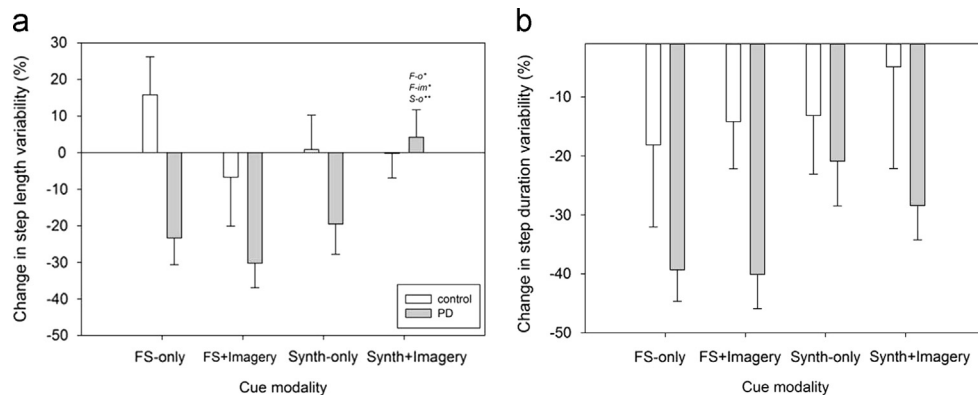 a
Change in step length variability (%)
30
20
10
0
-10
-20
-30
-40
-50
F-o*
F-im*
S-o**
control
PD
FS-only FS+Imagery Synth-only Synth+Imagery
Cue modality
b
Change in step duration variability (%)
-10
-20
-30
-40
-50
FS-only FS+Imagery Synth-only Synth+Imagery
Cue modality